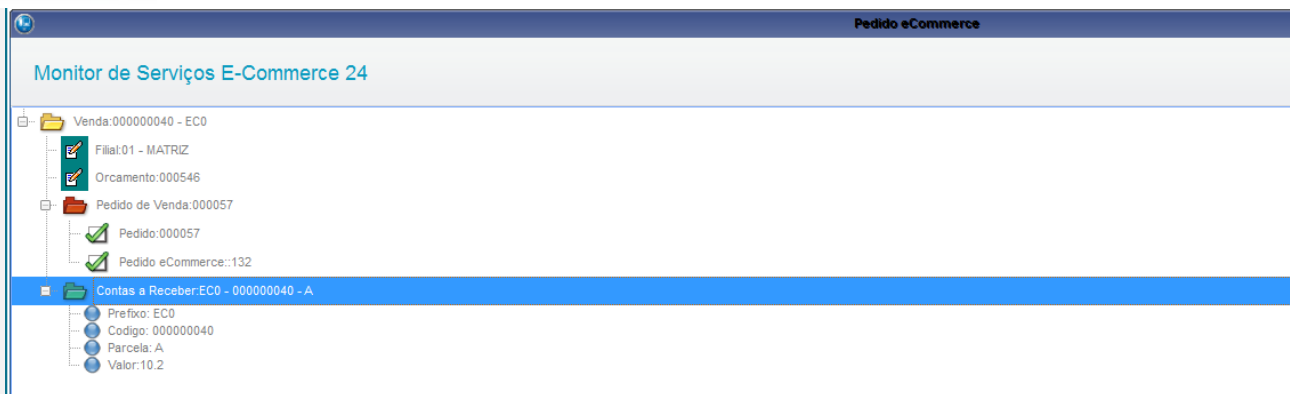 Pedido eCommerce
Monitor de Serviços E-Commerce 24
Venda:000000040 - EC0
Filial:01 - MATRIZ
Orcamento:000546
Pedido de Venda:000057
Pedido:000057
Pedido eCommerce::132
Contas a Receber:EC0 - 000000040 - A
Prefixo: EC0
Codigo: 000000040
Parcela: A
Valor:10.2